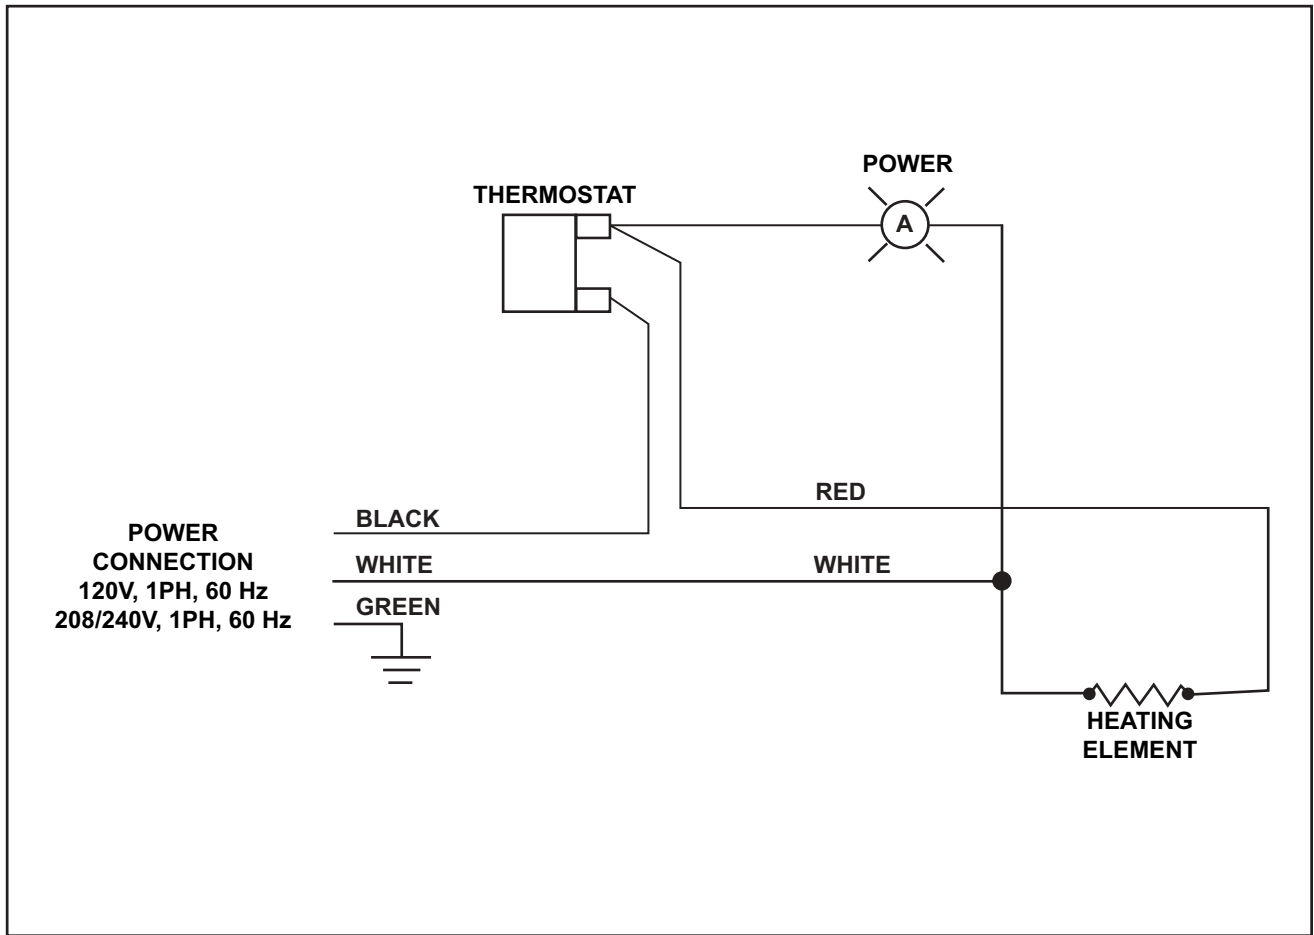 POWER
THERMOSTAT
A
RED
BLACK
POWER
CONNECTION
120V, 1PH, 60 Hz
208/240V, 1PH, 60 Hz
WHITE
WHITE
GREEN
HEATING
ELEMENT